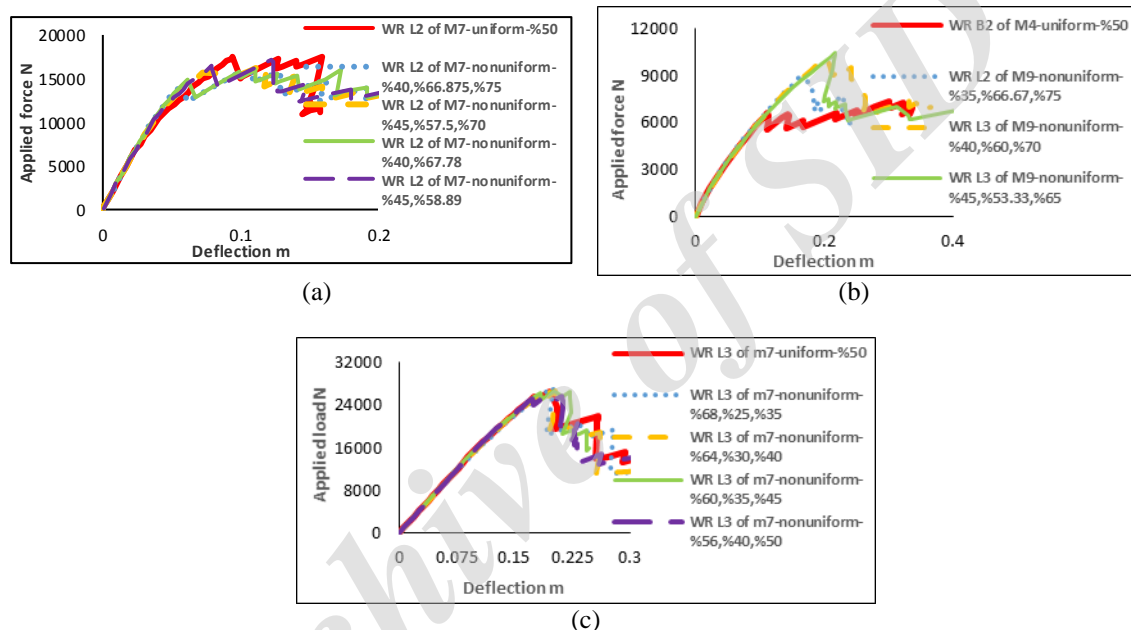 20000
15000
10000
5000
0
Applied force N
0
0.1
0.2
Deflection m
WR L2 of M7-uniform-%50
WR L2 of M7-nonuniform-
%40,%66.875,%75
WR L2 of M7-nonuniform-
%45,%57.5,%70
WR L2 of M7-nonuniform-
%40,%67.78
WR L2 of M7-nonuniform-
%45,%58.89
(a)
12000
9000
6000
3000
0
Applied force N
0
0.2
0.4
Deflection m
WR B2 of M4-uniform-%50
WR L2 of M9-nonuniform-
%35,%66.67,%75
WR L3 of M9-nonuniform-
%40,%60,%70
WR L3 of M9-nonuniform-
%45,%53.33,%65
(b)
32000
24000
16000
8000
0
Applied load N
0
0.075
0.15
0.225
0.3
Deflection m
WR L3 of m7-uniform-%50
WR L3 of m7-nonuniform-
%68,%25,%35
WR L3 of m7-nonuniform-
%64,%30,%40
WR L3 of m7-nonuniform-
%60,%35,%45
WR L3 of m7-nonuniform-
%56,%40,%50
(c)
hive of SID